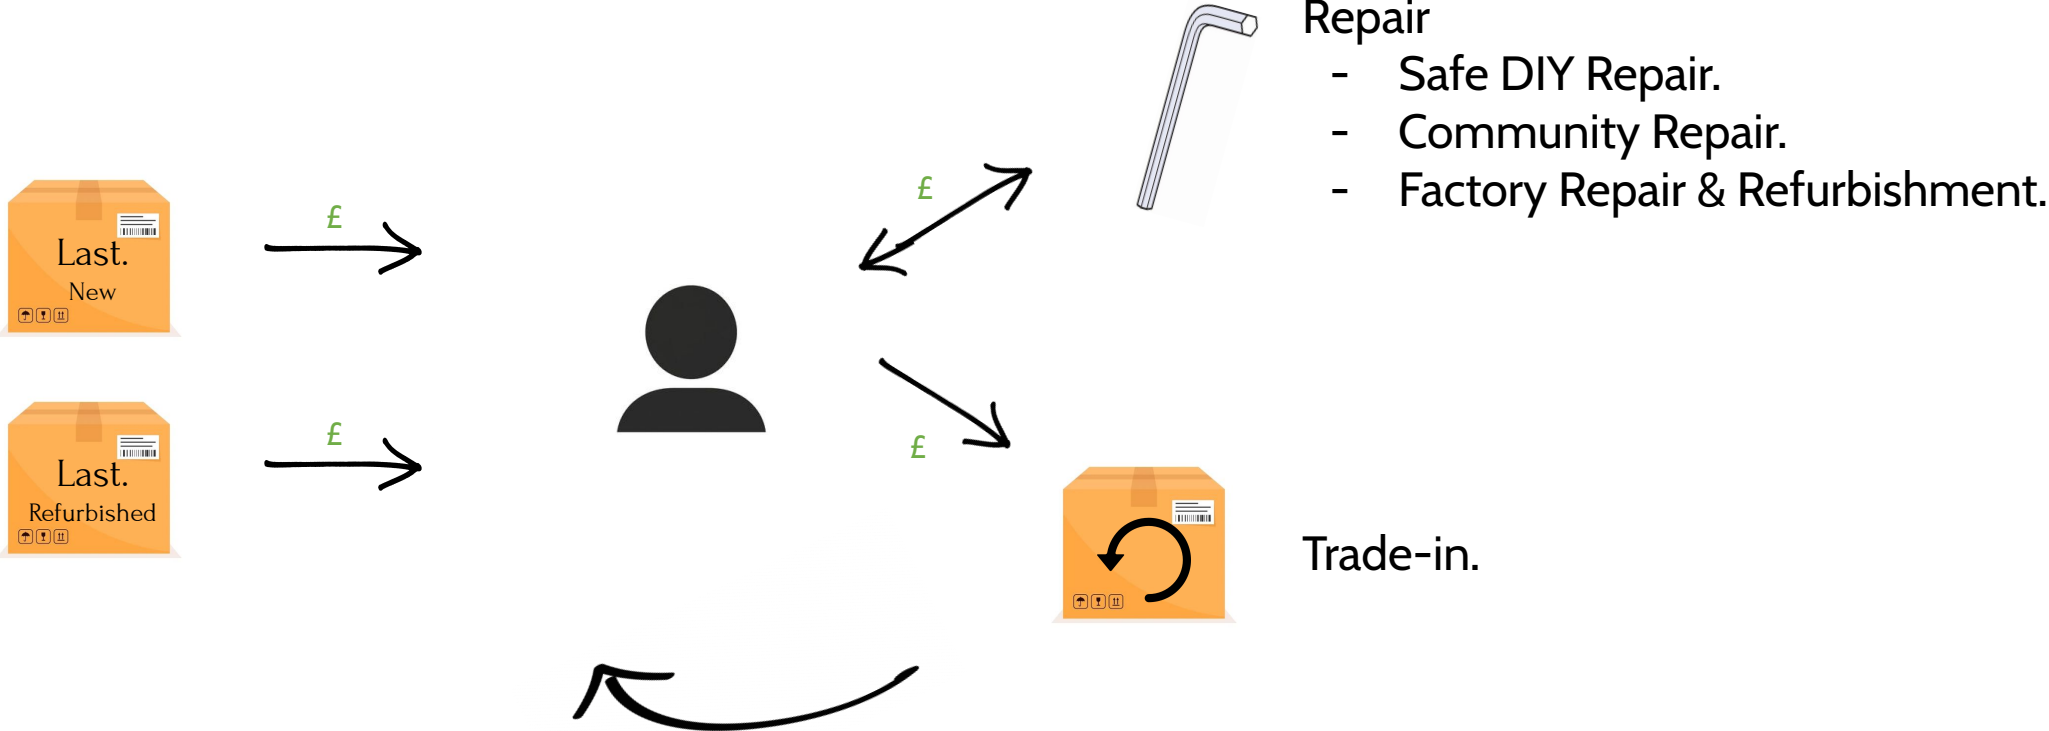 Repair
- Safe DIY Repair.
- Community Repair.
- Factory Repair & Refurbishment.
£
£
Last.
New
£
Last.
Refurbished
£
Trade-in.